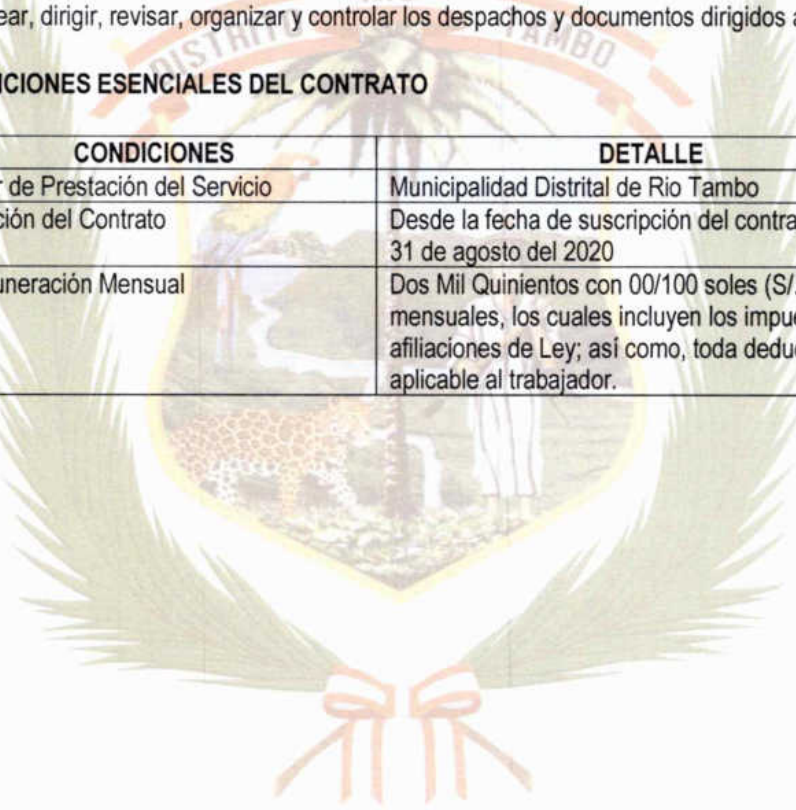 ear, dirigir, revisar, organizar y controlar los despachos y documentos dirigidos a
DISTRITO TAMBO
ICIONES ESENCIALES DEL CONTRATO
CONDICIONES DETALLE
r de Prestación del Servicio Municipalidad Distrital de Rio Tambo
ción del Contrato Desde la fecha de suscripción del contra
31 de agosto del 2020
uneración Mensual Dos Mil Quinientos con 00/100 soles (S/.
mensuales, los cuales incluyen los impue
afiliaciones de Ley; así como, toda deduc
aplicable al trabajador.